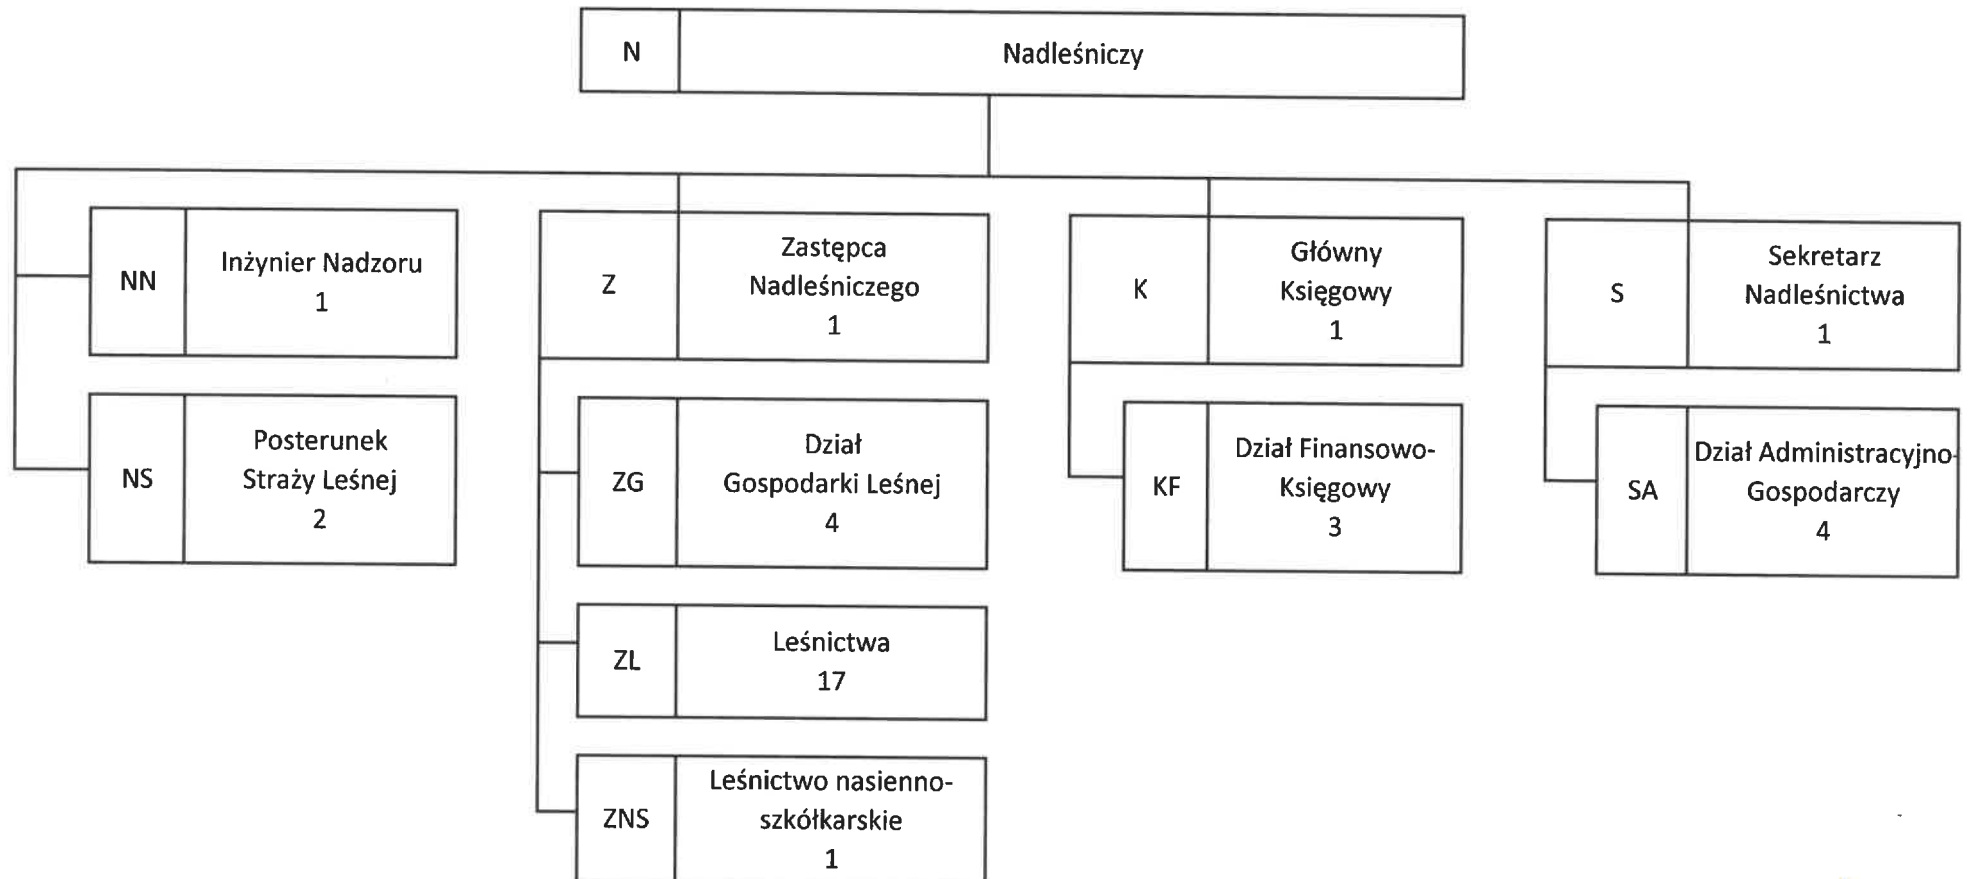 N
Nadleśniczy
NN
Inżynier Nadzoru
1
NS
Posterunek
Straży Leśnej
2
Z
Zastępca
Nadleśniczego
1
ZG
Dział
Gospodarki Leśnej
4
ZL
Leśnictwa
17
ZNS
Leśnictwo nasienno-
szkółkarskie
1
K
Główny
Księgowy
1
KF
Dział Finansowo-
Księgowy
3
S
Sekretarz
Nadleśnictwa
1
SA
Dział Administracyjno-
Gospodarczy
4